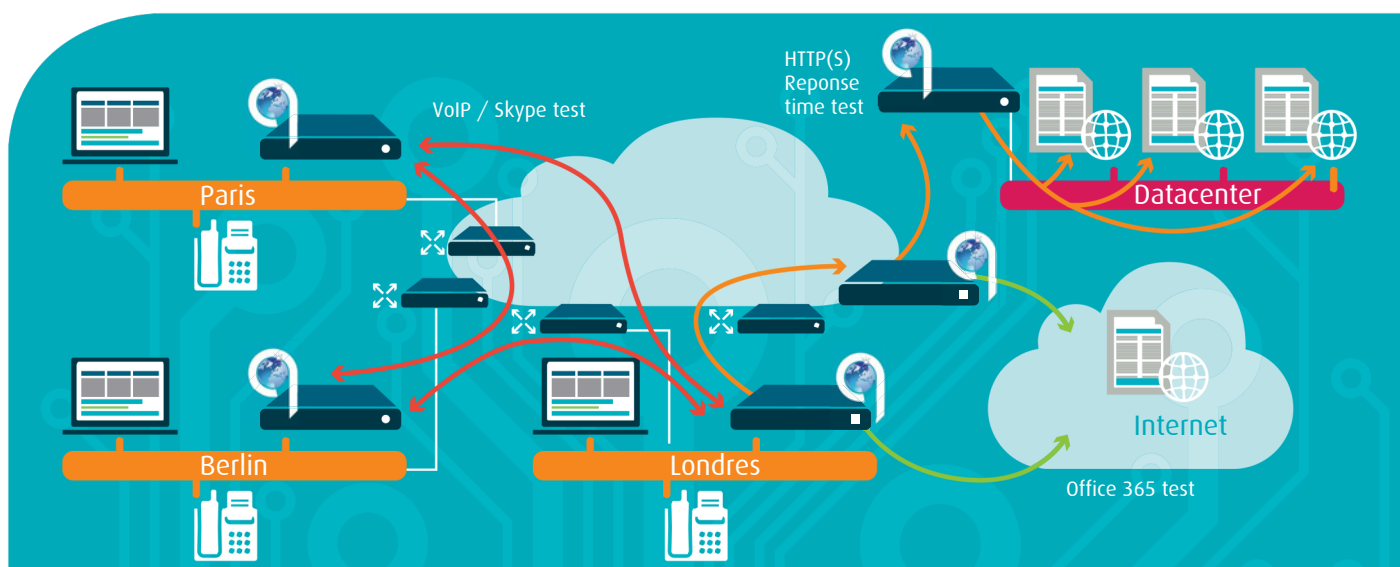 HTTP(S)
Reponse
time test
VoIP / Skype test
Paris
Datacenter
Internet
Berlin
Londres
Office 365 test